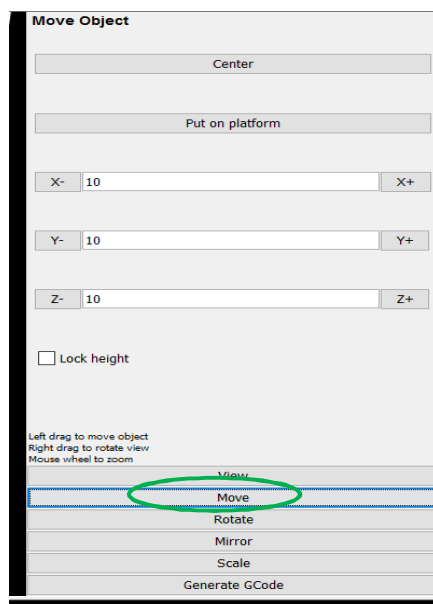 Move Object
Center
Put on platform
X- 10 X+
Y- 10 Y+
Z- 10 Z+
Lock height
Left drag to move object
Right drag to rotate view
Mouse wheel to zoom
View
Move
Rotate
Mirror
Scale
Generate GCode